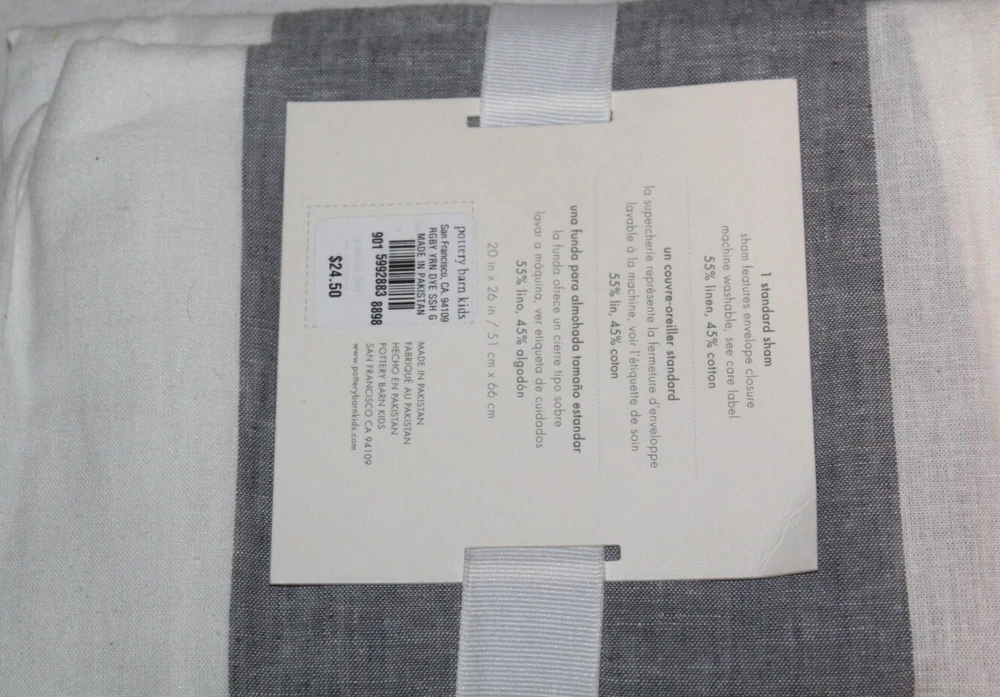 1 standard sham
sham features envelope closure
machine washable, see care label
55% linen, 45% cotton
un couvre-oreiller standard
la supercherie représente la fermeture d'enveloppe
lavable à la machine, voir l'étiquette de soin
55% lin, 45% coton
una funda para almohada tamaño estandar
la funda ofrece un cierre tipo sobre
lavar a máquina, ver etiqueta de cuidados
55% lino, 45% algodón
20 in x 26 in / 51 cm x 66 cm
pottery barn kids
San Francisco, CA. 94109
RGBY YRN DYE SSH G
MADE IN PAKISTAN
901 5992883 8898
$24.50
MADE IN PAKISTAN
FABRIQUÉ AU PAKISTAN
HECHO EN PAKISTAN
POTTERY BARN KIDS
SAN FRANCISCO CA 94109
www.potterybarnkids.com